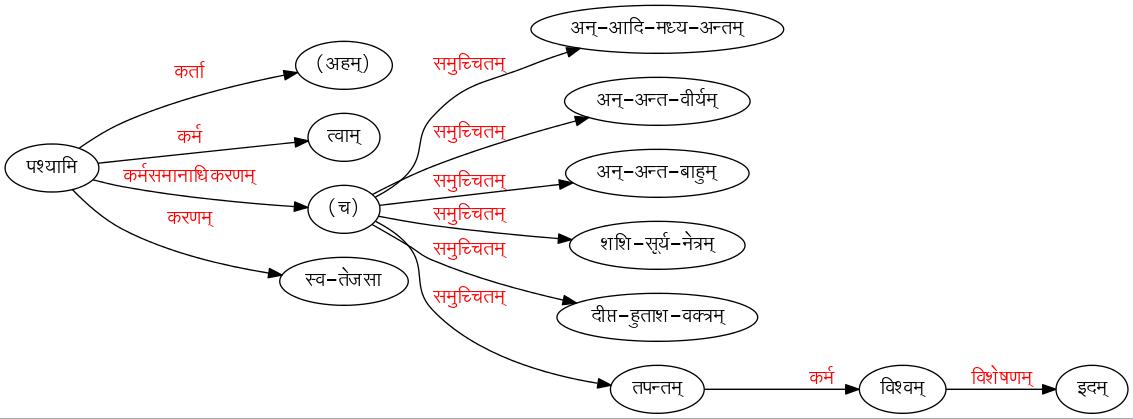 अन्-आदि-मध्य-अन्तम्
समुच्चितम्
कर्ता
(अहम्)
अन्-अन्त-वीर्यम्
समुच्चितम्
कर्म
त्वाम्
पश्यामि
कर्मसमानाधिकरणम्
समुच्चितम्
अन्-अन्त-बाहुम्
(च)
समुच्चितम्
करणम्
शशि-सूर्य-नेत्रम्
समुच्चितम्
स्व-तेजसा
समुच्चितम्
दीप्त-हुताश-वक्त्रम्
तपन्तम्
कर्म
विश्वम्
विशेषणम्
इदम्